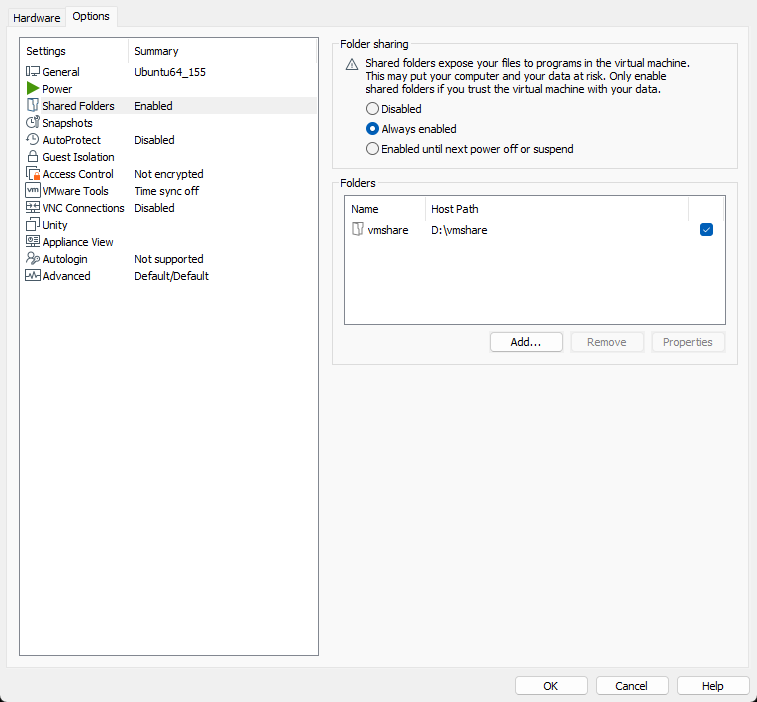 Hardware Options
Settings Summary
General Ubuntu64_155
Power
Shared Folders Enabled
Snapshots
AutoProtect Disabled
Guest Isolation
Access Control Not encrypted
vm VMware Tools Time sync off
VNC Connections Disabled
Unity
Appliance View
Autologin Not supported
Advanced Default/Default
Folder sharing
Shared folders expose your files to programs in the virtual machine.
This may put your computer and your data at risk. Only enable
shared folders if you trust the virtual machine with your data.
Disabled
Always enabled
Enabled until next power off or suspend
Folders
Name Host Path
vmshare D:\vmshare
Add... Remove Properties
OK Cancel Help